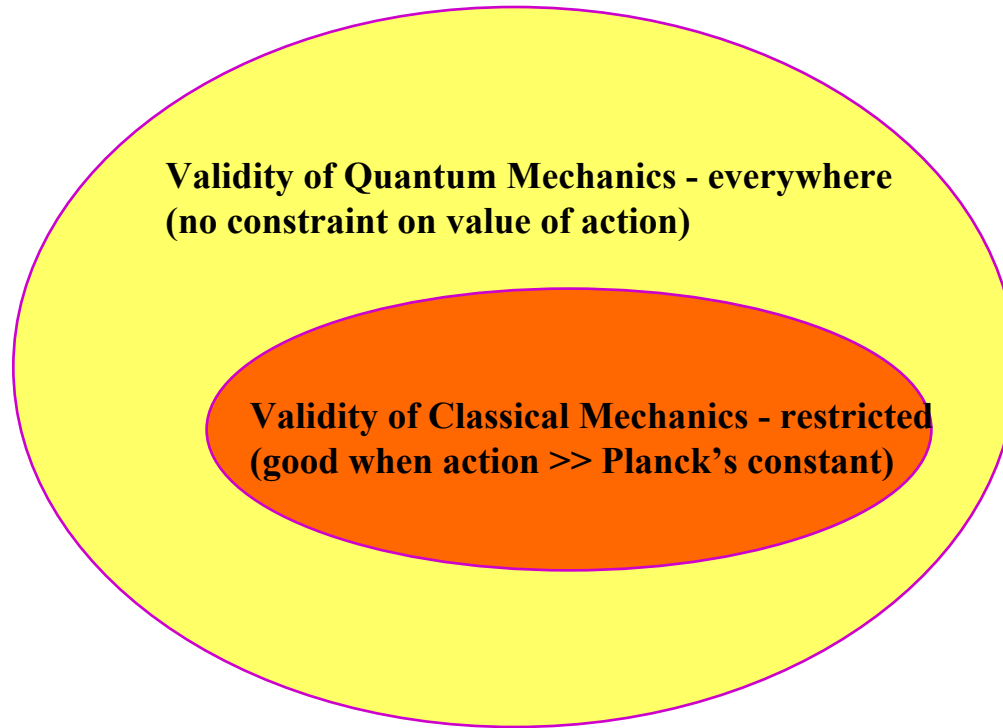 Validity of Quantum Mechanics - everywhere
(no constraint on value of action)
Validity of Classical Mechanics - restricted
(good when action >> Planck’s constant)